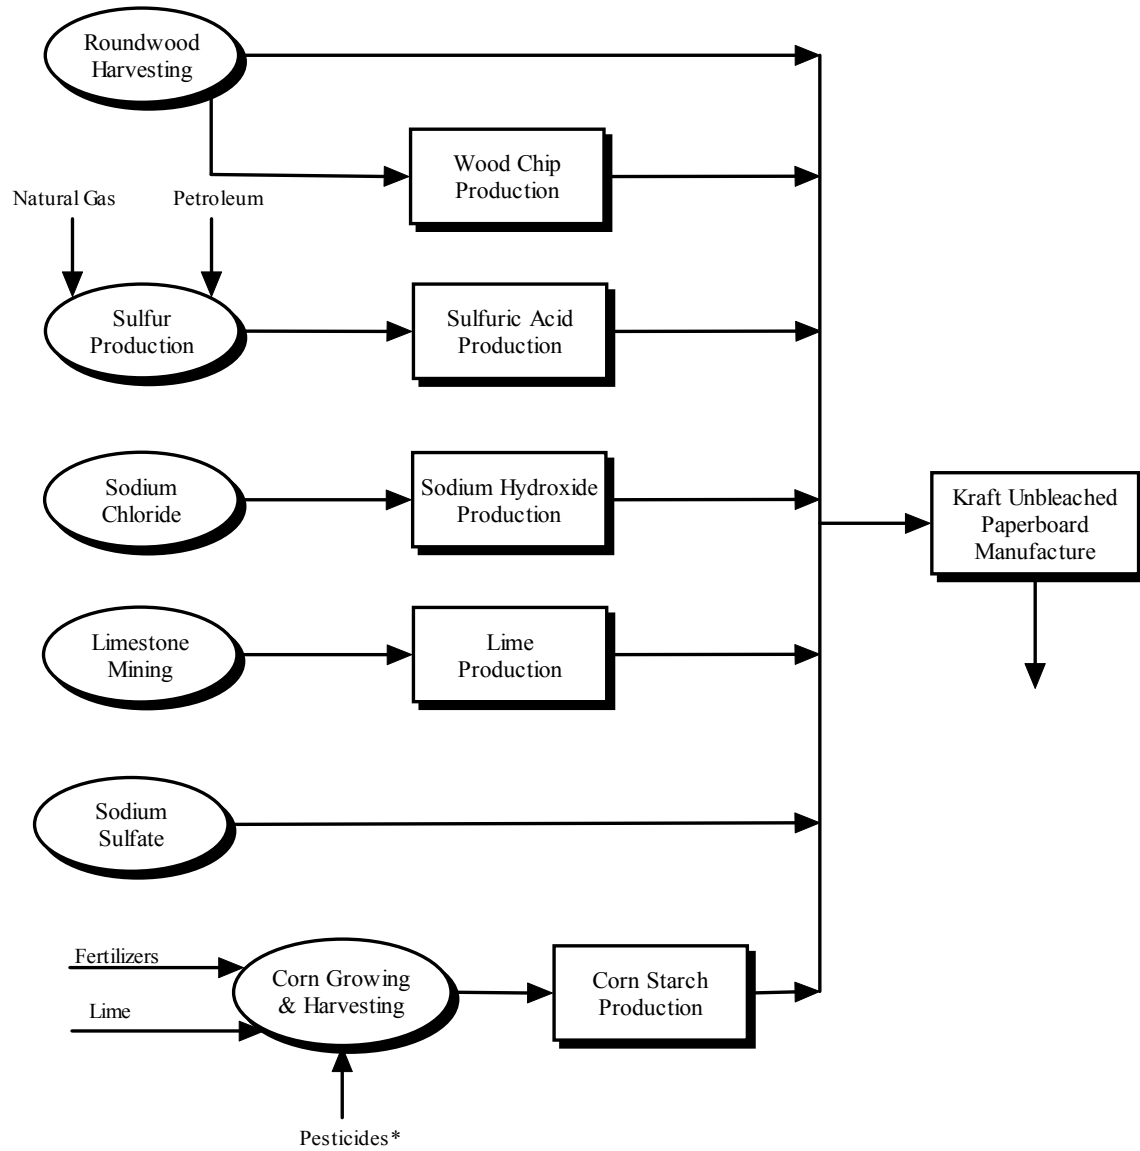 Roundwood
Harvesting
Wood Chip
Production
Natural Gas
Petroleum
Sulfur
Production
Sulfuric Acid
Production
Sodium
Chloride
Sodium Hydroxide
Production
Kraft Unbleached
Paperboard
Manufacture
Limestone
Mining
Lime
Production
Sodium
Sulfate
Fertilizers
Lime
Corn Growing
& Harvesting
Corn Starch
Production
Pesticides*